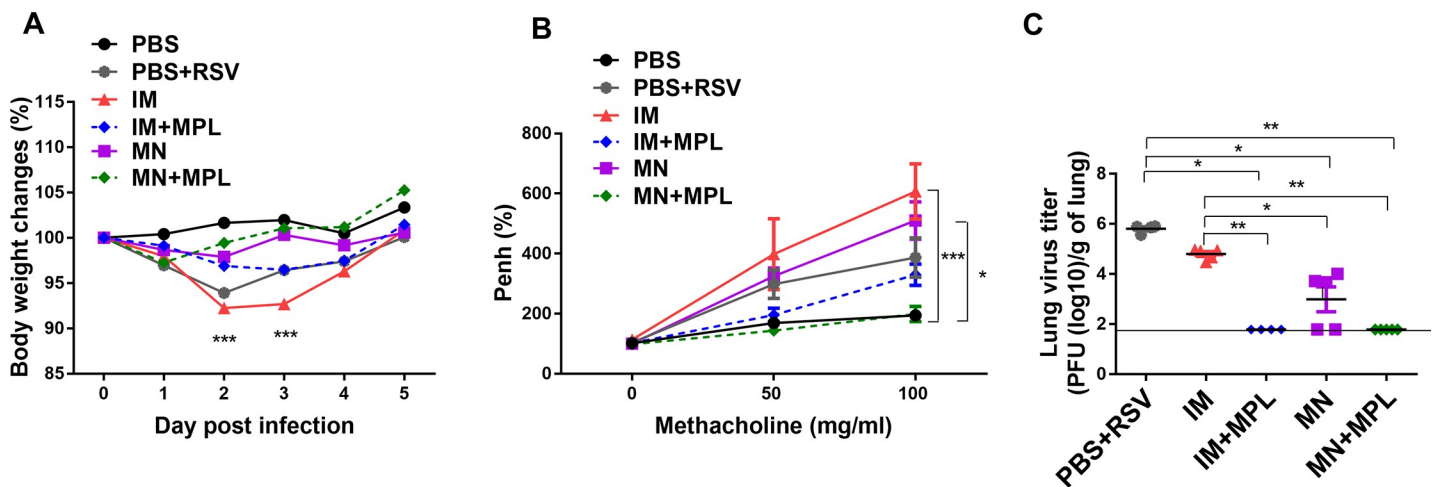 A
PBS
PBS+RSV
IM
IM+MPL
MN
MN+MPL
Body weight changes (%)
115
110
105
100
95
90
85
***
***
0 1 2 3 4 5
Day post infection
B
PBS
PBS+RSV
IM
IM+MPL
MN
MN+MPL
Penh (%)
800
600
400
200
0
***
*
0 50 100
Methacholine (mg/ml)
C
**
*
*
**
*
**
Lung virus titer
(PFU (log10)/g of lung)
8
6
4
2
0
PBS+RSV
IM
IM+MPL
MN
MN+MPL